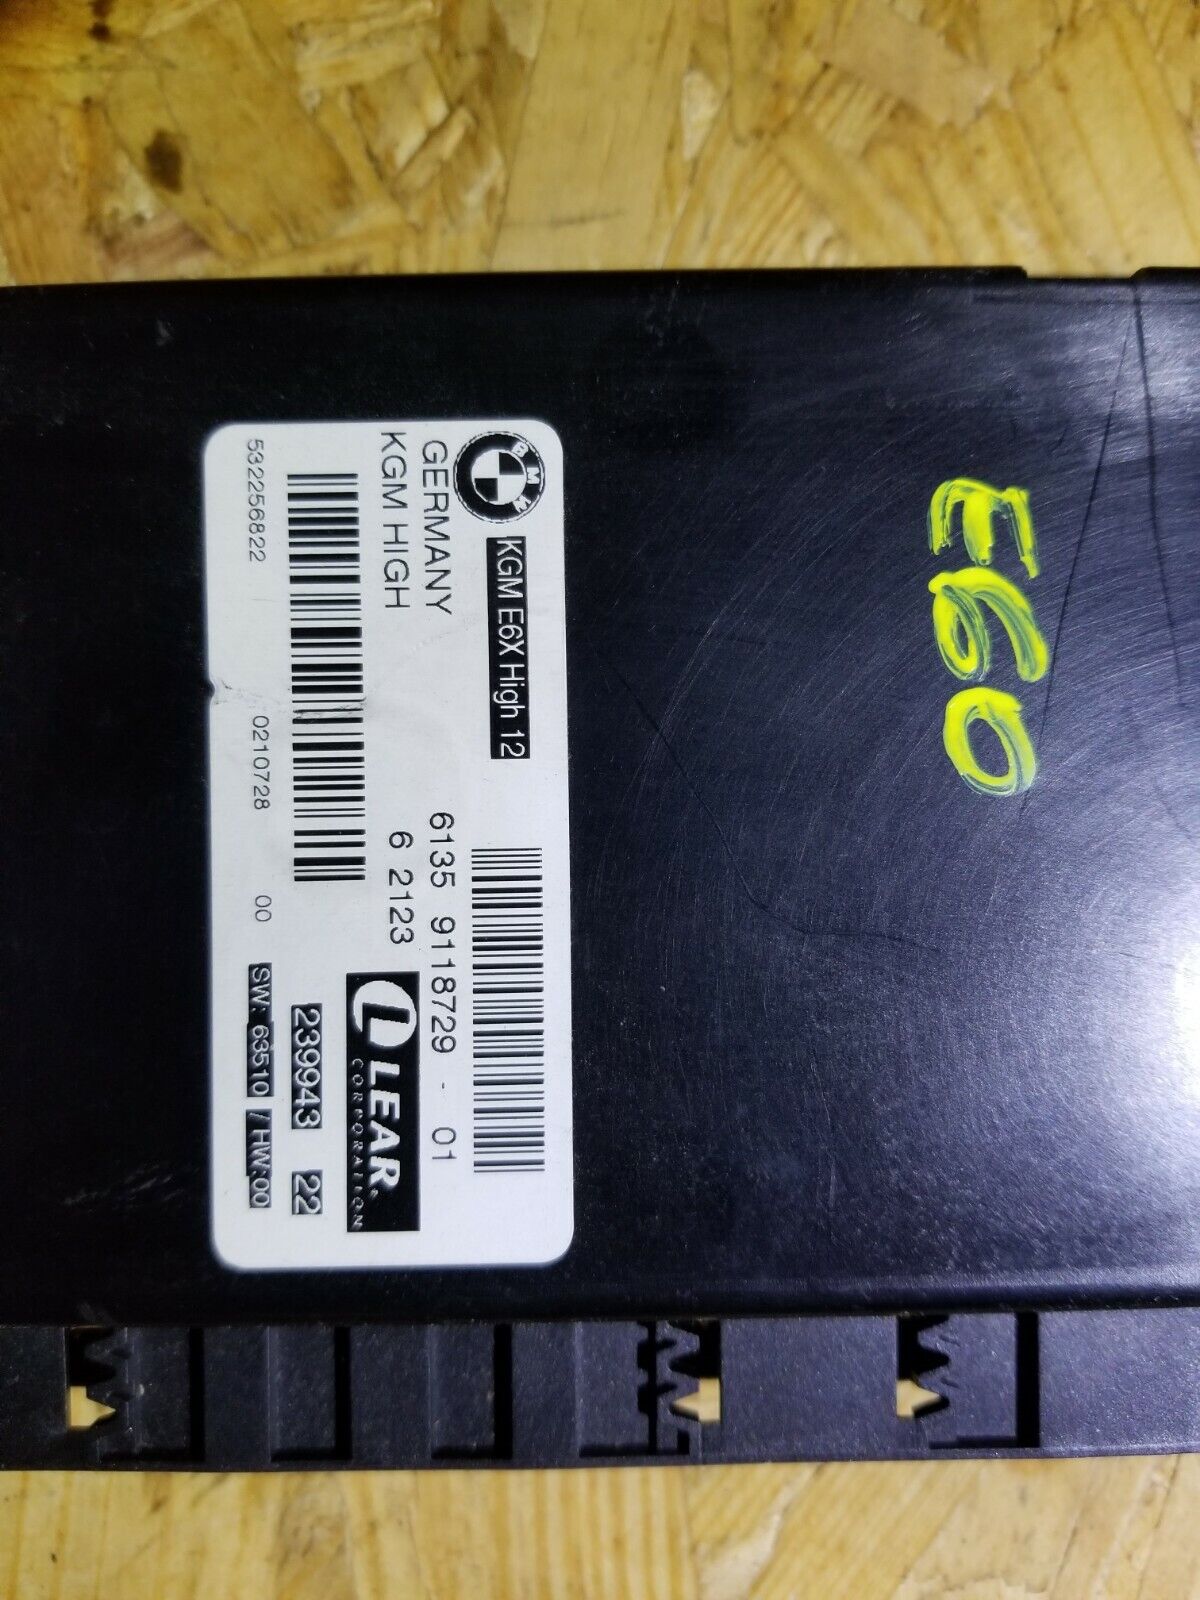 E60
BMW
KGM E6X High 12
GERMANY
6135 9118729 - 01
KGM HIGH
6 2123
LEAR®
CORPORATION
239943 22
532256822 0210728 00 SW: 63510 / HW:00